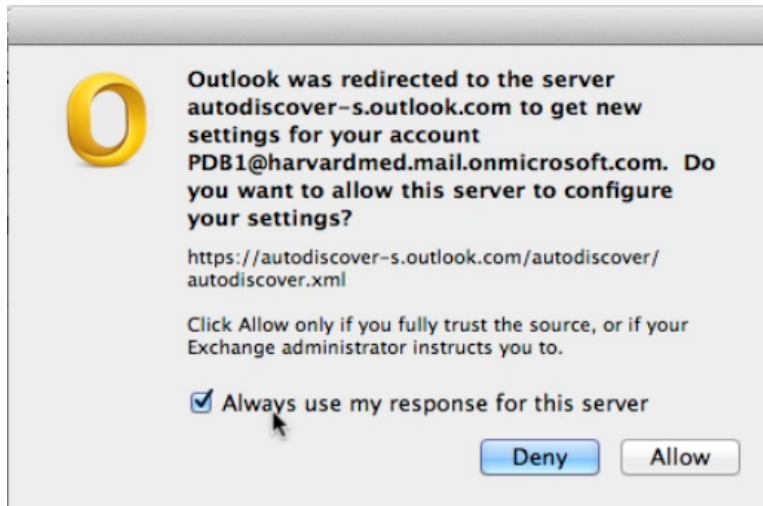 Outlook was redirected to the server
autodiscover-s.outlook.com to get new
settings for your account
PDB1@harvardmed.mail.onmicrosoft.com. Do
you want to allow this server to configure
your settings?
https://autodiscover-s.outlook.com/autodiscover/
autodiscover.xml
Click Allow only if you fully trust the source, or if your
Exchange administrator instructs you to.
Always use my response for this server
Deny Allow